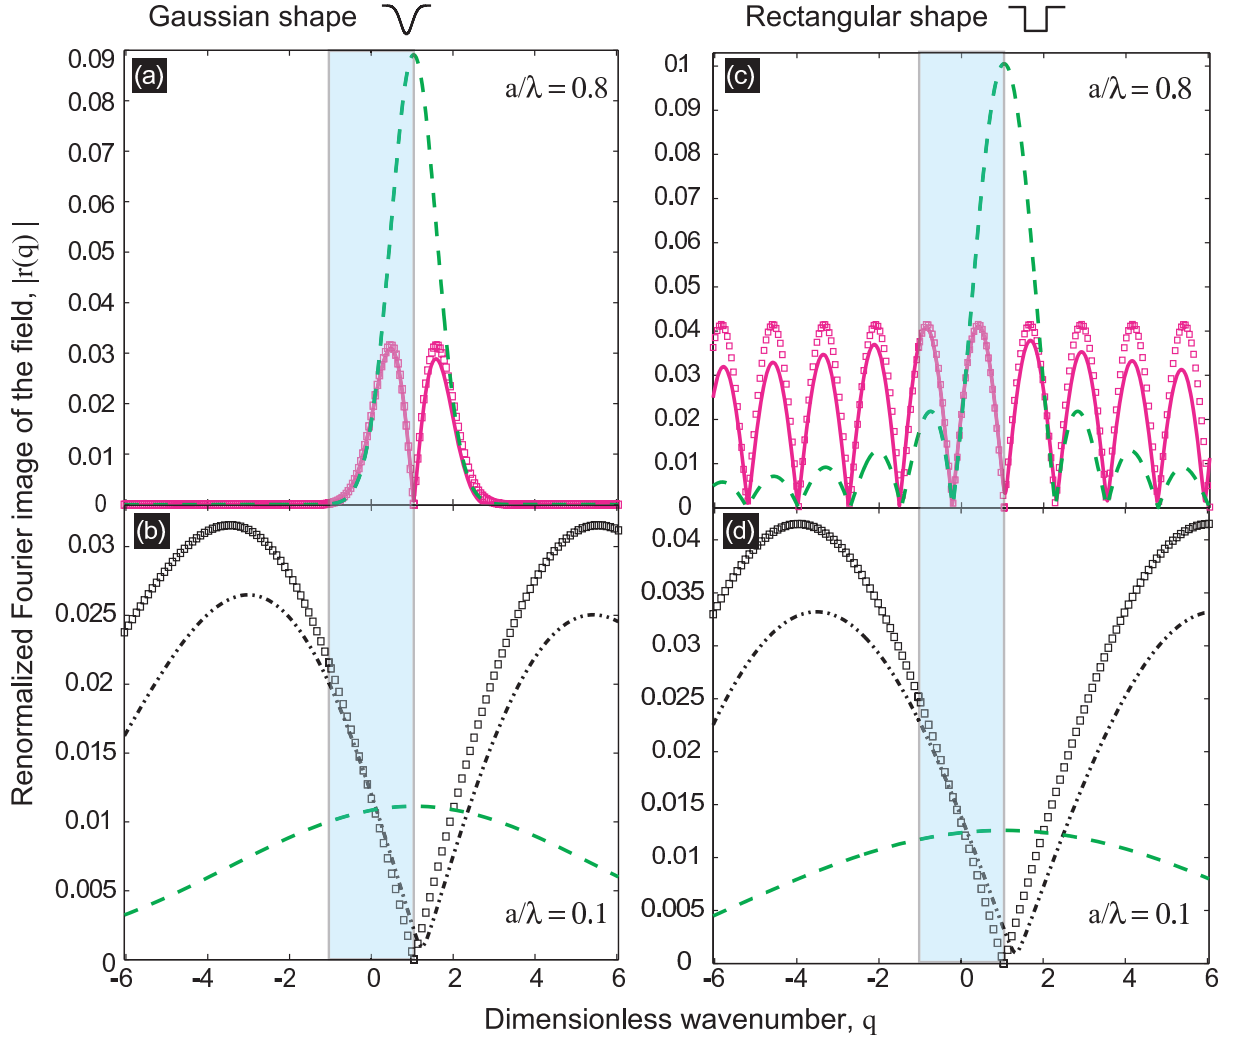 Gaussian shape
Rectangular shape
Renormalized Fourier image of the field, |r(q) |
(a)
a/λ = 0.8
0.09
0.08
0.07
0.06
0.05
0.04
0.03
0.02
0.01
0
(c)
a/λ = 0.8
0.1
0.09
0.08
0.07
0.06
0.05
0.04
0.03
0.02
0.01
0
(b)
a/λ = 0.1
0.03
0.025
0.02
0.015
0.01
0.005
0
-6 -4 -2 0 2 4 6
(d)
a/λ = 0.1
0.04
0.035
0.03
0.025
0.02
0.015
0.01
0.005
0
-6 -4 -2 0 2 4 6
Dimensionless wavenumber, q